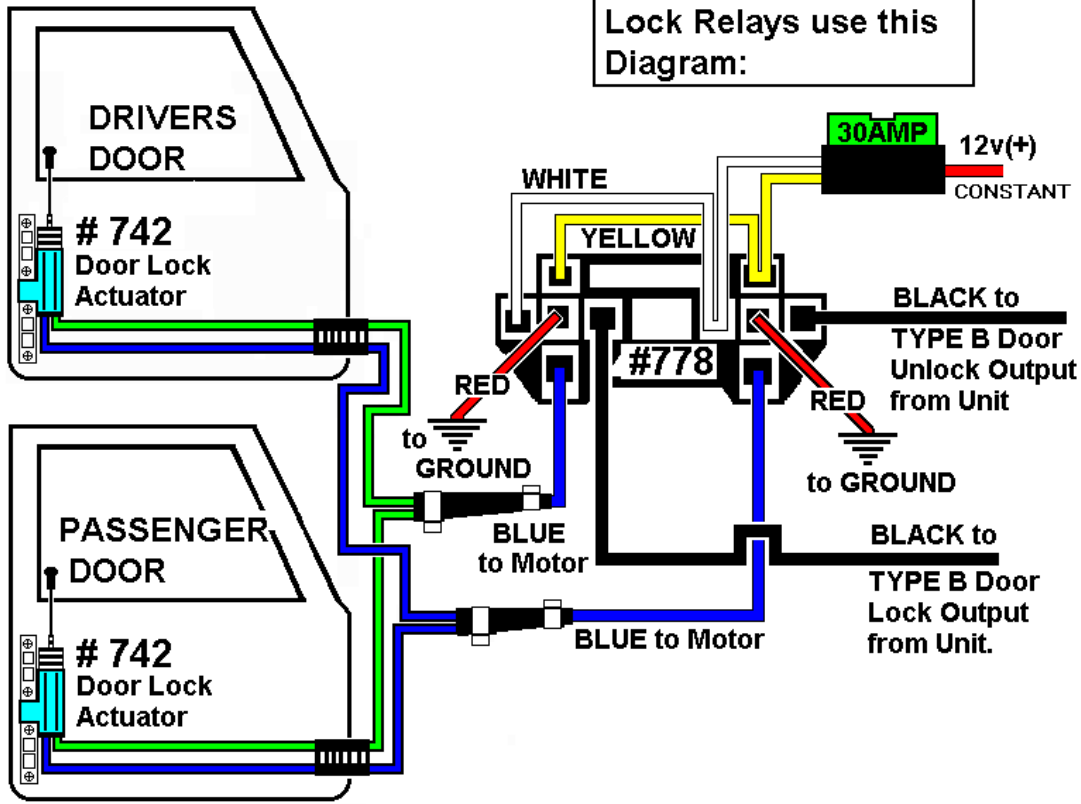 Lock Relays use this
Diagram:
DRIVERS
DOOR
# 742
Door Lock
Actuator
30AMP
12v(+)
CONSTANT
WHITE
YELLOW
#778
RED
to
GROUND
RED
to GROUND
BLACK to
TYPE B Door
Unlock Output
from Unit
BLUE
to Motor
BLACK to
TYPE B Door
Lock Output
from Unit.
BLUE to Motor
PASSENGER
DOOR
# 742
Door Lock
Actuator